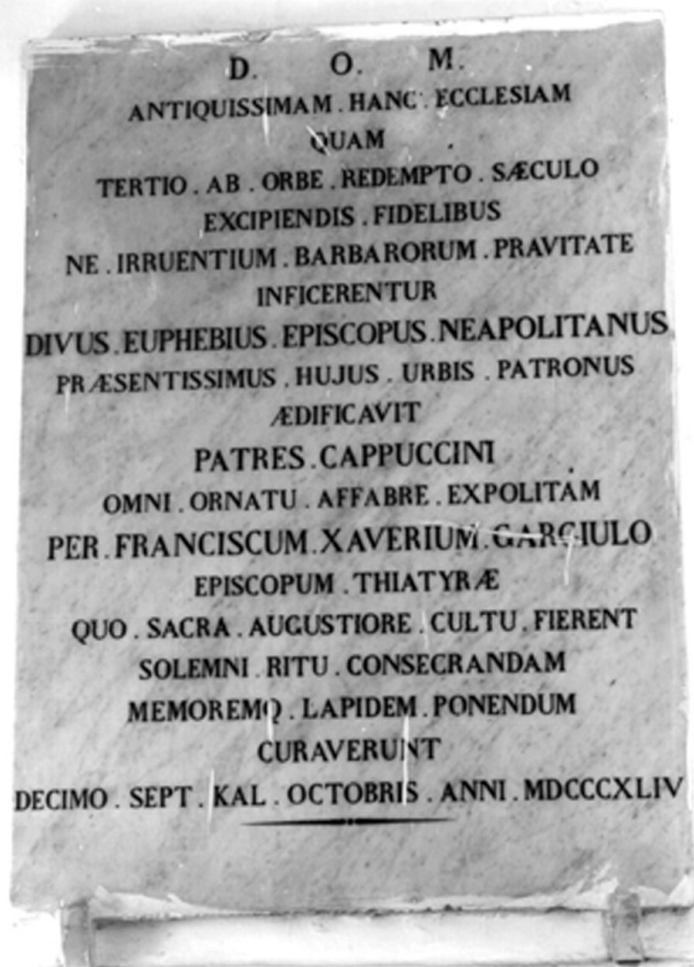 D. O. M.
ANTIQUISSIMAM . HANC . ECCLESIAM
QUAM
TERTIO . AB . ORBE . REDEMPTO . SÆCULO
EXCIPIENDIS . FIDELIBUS
NE . IRRUENTIUM . BARBARORUM . PRAVITATE
INFICERENTUR
DIVUS . EUPHEBIUS . EPISCOPUS . NEAPOLITANUS
PRÆSENTISSIMUS . HUJUS . URBIS . PATRONUS
ÆDIFICAVIT
PATRES . CAPPUCCINI
OMNI . ORNATU . AFFABRE . EXPOLITAM
PER . FRANCISCUM . XAVERIUM . GARGIULO
EPISCOPUM . THIATYRÆ
QUO . SACRA . AUGUSTIORE . CULTU . FIERENT
SOLEMNI . RITU . CONSECRANDAM
MEMOREMQ . LAPIDEM . PONENDUM
CURAVERUNT
DECIMO . SEPT . KAL . OCTOBRIS . ANNI . MDCCCXLIV